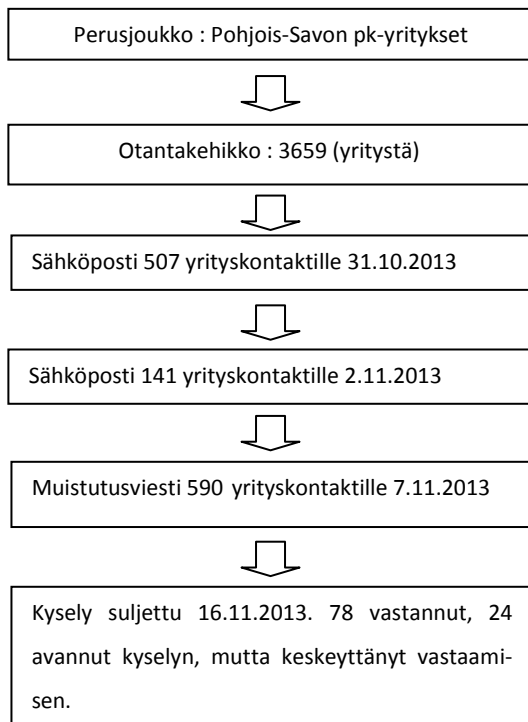 Perusjoukko : Pohjois-Savon pk-yritykset
Otantakehikko : 3659 (yritystä)
Sähköposti 507 yrityskontaktille 31.10.2013
Sähköposti 141 yrityskontaktille 2.11.2013
Muistutusviesti 590 yrityskontaktille 7.11.2013
Kysely suljettu 16.11.2013. 78 vastannut, 24
avannut kyselyn, mutta keskeyttänyt vastaami-
sen.